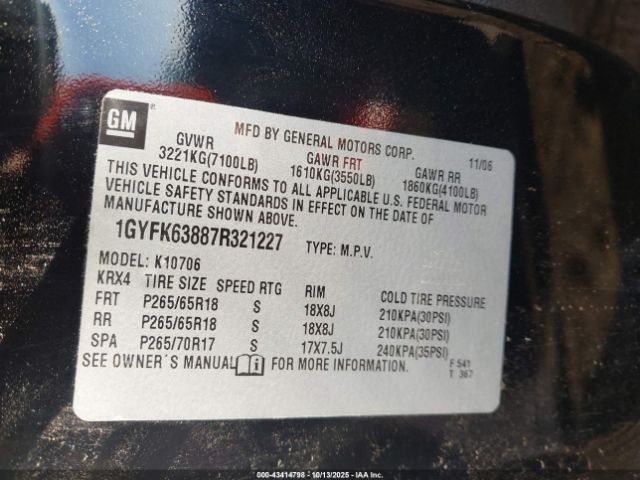 GM
MFD BY GENERAL MOTORS CORP. 11/06
GVWR GAWR FRT GAWR RR
3221KG(7100LB) 1610KG(3550LB) 1860KG(4100LB)
THIS VEHICLE CONFORMS TO ALL APPLICABLE U.S. FEDERAL MOTOR
VEHICLE SAFETY STANDARDS IN EFFECT ON THE DATE OF
MANUFACTURE SHOWN ABOVE.
1GYFK63887R321227 TYPE: M.P.V.
MODEL: K10706
KRX4 TIRE SIZE SPEED RTG RIM COLD TIRE PRESSURE
FRT P265/65R18 S 18X8J 210KPA(30PSI)
RR P265/65R18 S 18X8J 210KPA(30PSI)
SPA P265/70R17 S 17X7.5J 240KPA(35PSI)
SEE OWNER´S MANUAL FOR MORE INFORMATION.
F 541
T 367
000-43414798 - 10/13/2025 - IAA Inc.